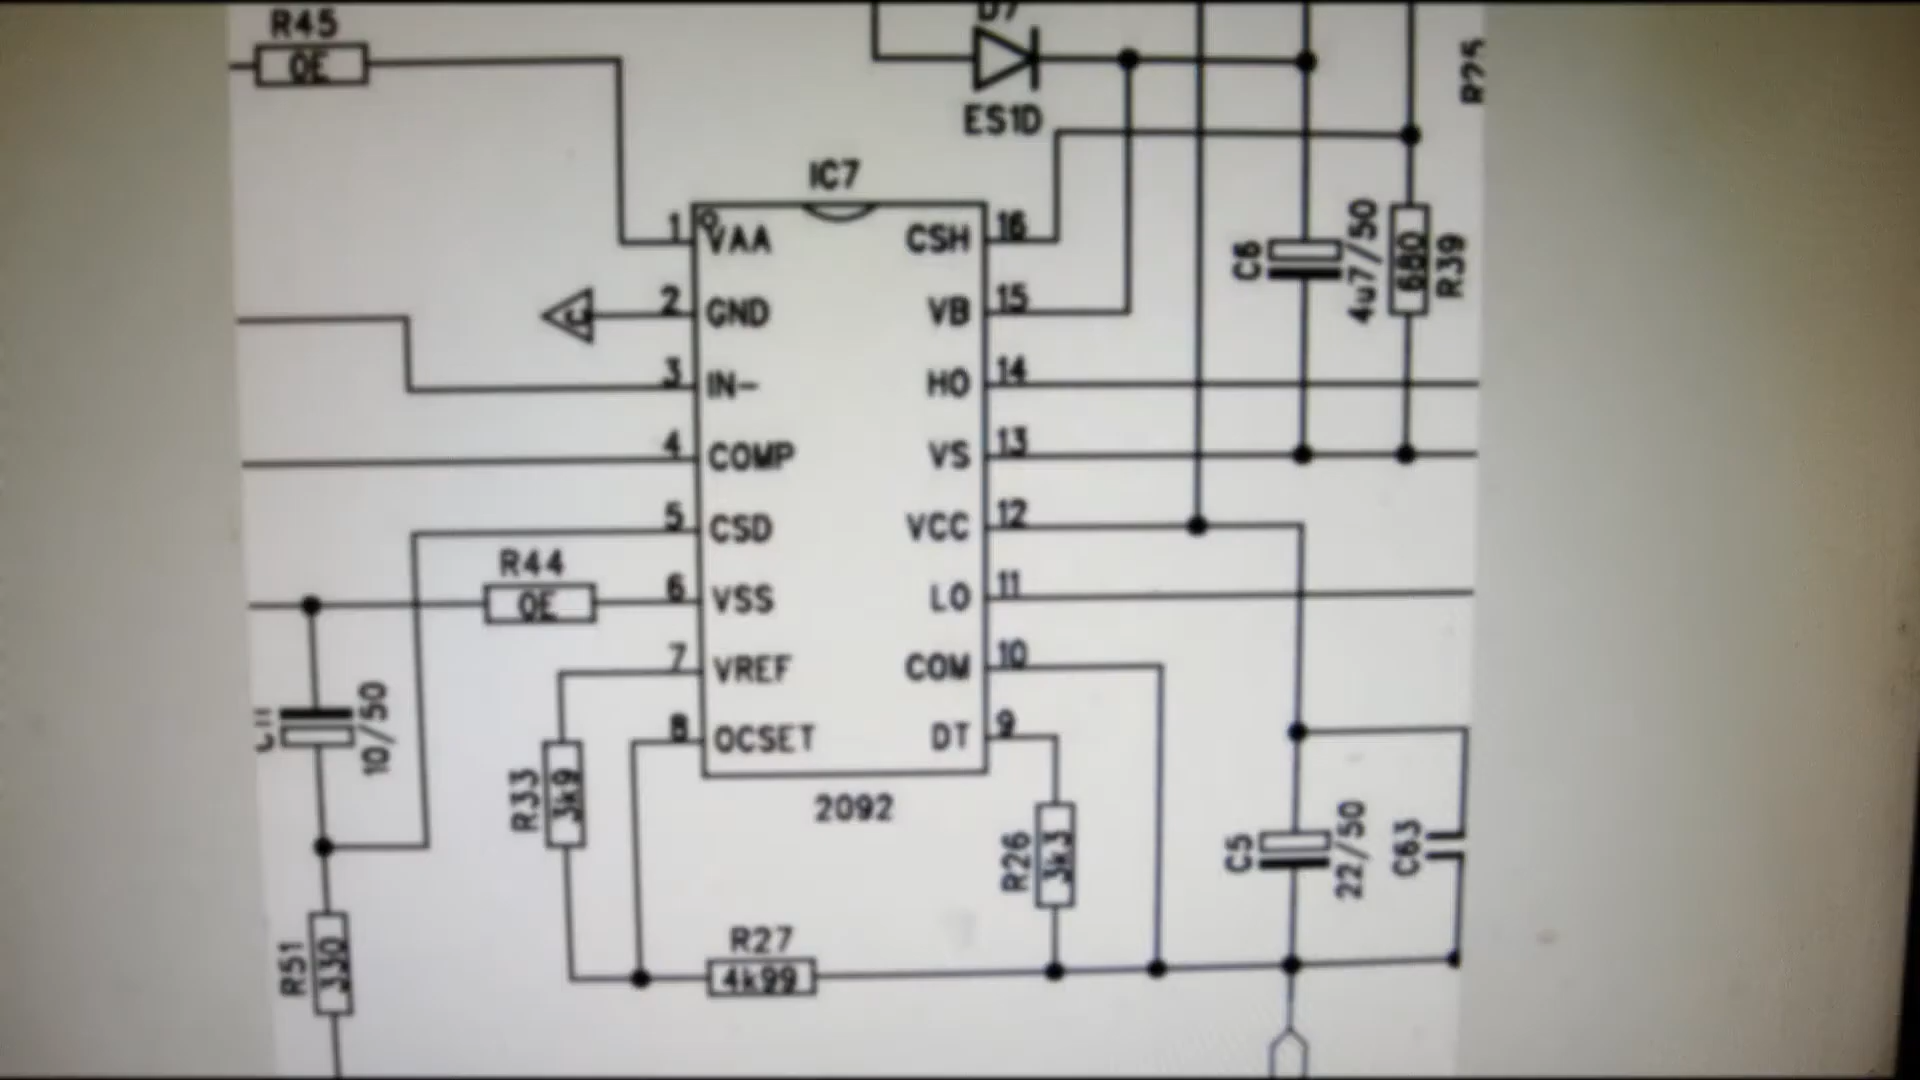 R45
0E
D7
ES1D
R25
IC7
1 VAA
CSH 16
2 GND
VB 15
3 IN-
HO 14
4 COMP
VS 13
5 CSD
VCC 12
6 VSS
LO 11
7 VREF
COM 10
8 OCSET
DT 9
2092
C6
4u7/50
680
R39
R44
0E
C11
10/50
R33
3k9
R26
3k3
C5
22/50
C63
R51
330
R27
4k99